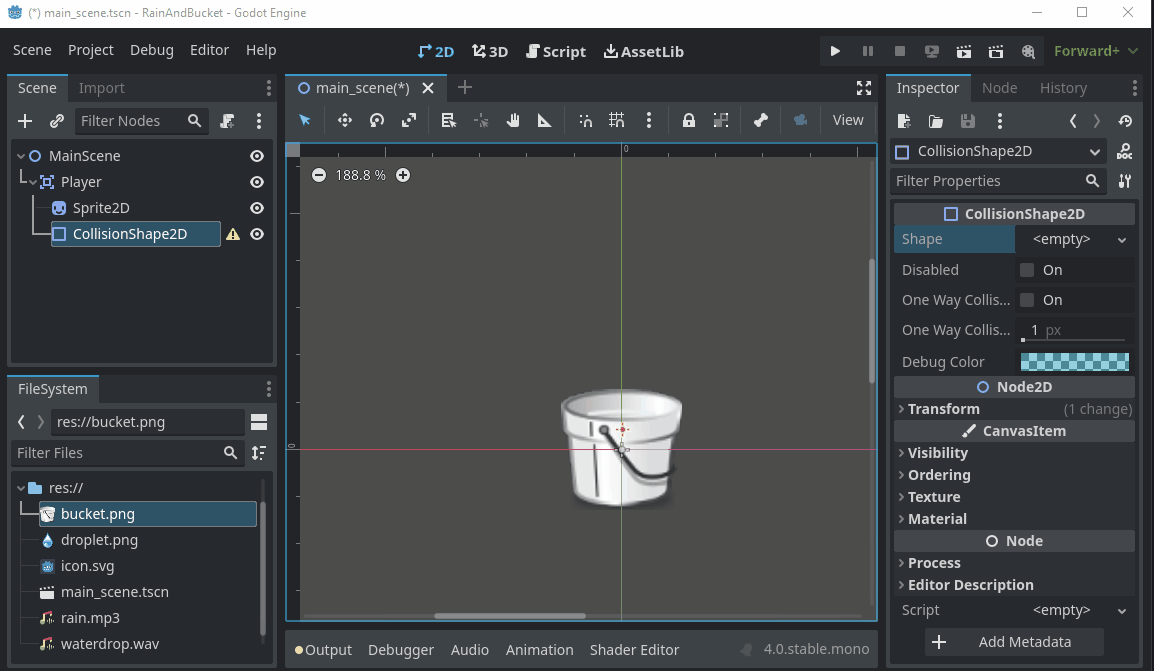 (*) main_scene.tscn - RainAndBucket - Godot Engine
Scene Project Debug Editor Help
2D 3D Script AssetLib
Forward+
Scene Import
Filter Nodes
MainScene
Player
Sprite2D
CollisionShape2D
FileSystem
res://bucket.png
Filter Files
res://
bucket.png
droplet.png
icon.svg
main_scene.tscn
rain.mp3
waterdrop.wav
main_scene(*)
View
0
188.8 %
0
Output Debugger Audio Animation Shader Editor 4.0.stable.mono
Inspector Node History
CollisionShape2D
DOC
Filter Properties
CollisionShape2D
Shape <empty>
Disabled On
One Way Collis... On
One Way Collis... 1 px
Debug Color
Node2D
Transform (1 change)
CanvasItem
Visibility
Ordering
Texture
Material
Node
Process
Editor Description
Script <empty>
Add Metadata